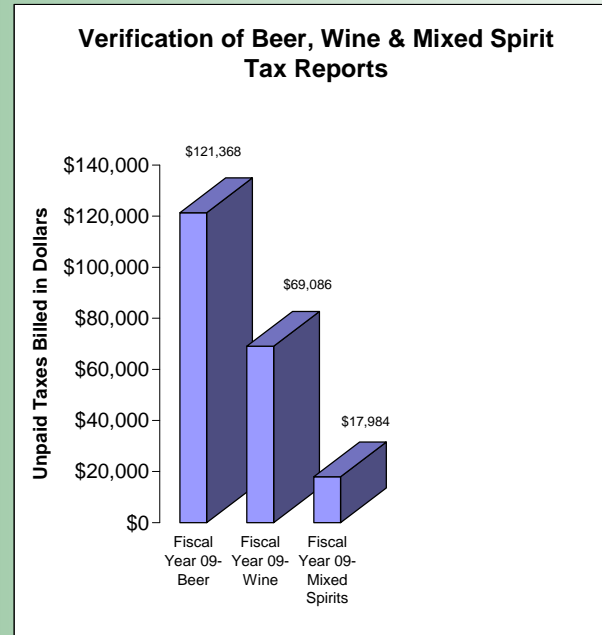 Verification of Beer, Wine & Mixed Spirit
Tax Reports
Unpaid Taxes Billed in Dollars
$140,000
$120,000
$100,000
$80,000
$60,000
$40,000
$20,000
$0
$121,368
$69,086
$17,984
Fiscal
Year 09-
Beer
Fiscal
Year 09-
Wine
Fiscal
Year 09-
Mixed
Spirits